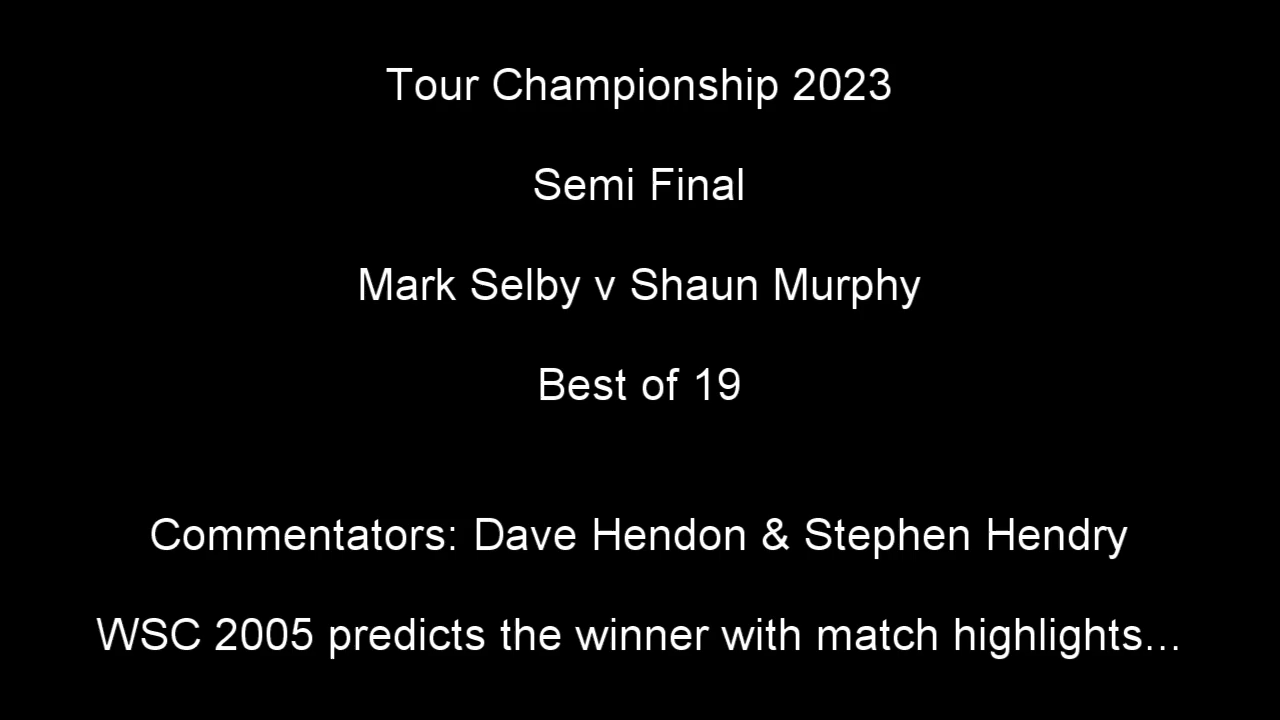 Tour Championship 2023
Semi Final
Mark Selby v Shaun Murphy
Best of 19
Commentators: Dave Hendon & Stephen Hendry
WSC 2005 predicts the winner with match highlights...